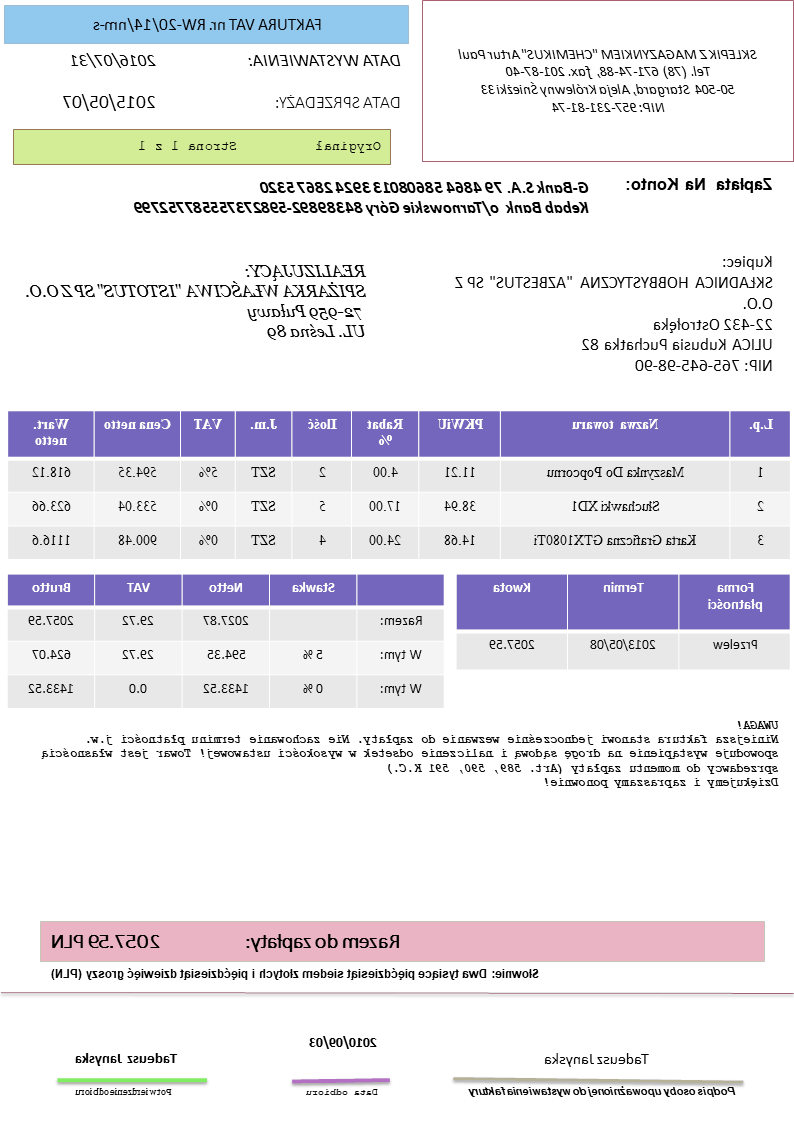 SKLEPIK Z MAGAZYNKIEM "CHEMIKUS" Artur Paul
Tel. (78) 671-74-88, fax. 201-87-40
50-504 Stargard, Aleja Królewny Śnieżki 33
NIP: 957-231-81-74
FAKTURA VAT nr. RW-20/14/nm-s
DATA WYSTAWIENIA: 2016/07/31
DATA SPRZEDAŻY: 2015/05/07
Oryginał Strona 1 z 1
Zapłata Na Konto: G-Bank S.A. 79 4864 5860 8013 3924 2867 5320
Kebab Bank o/Tarnowskie Góry 84389892-598273755587752799
Kupiec:
SKŁADNICA HOBBYSTYCZNA "AZBESTUS" SP Z
O.O.
22-432 Ostrołęka
ULICA Kubusia Puchatka 82
NIP: 765-645-98-90
REALIZUJĄCY:
SPIŻARKA WŁAŚCIWA "ISTOTUS" SP Z O.O.
72-959 Puławy
UL. Leśna 89
L.p. Nazwa towaru PKWiU Rabat % Ilość J.m. VAT Cena netto Wart. netto
1 Maszynka Do Popcornu 11.21 4.00 2 SZT 5% 594.35 618.12
2 Słuchawki XD1 38.94 17.00 5 SZT 0% 533.04 623.66
3 Karta Graficzna GTX1080Ti 14.68 24.00 4 SZT 0% 900.48 1116.6
Forma płatności Termin Kwota
Przelew 2013/05/08 2057.59
Stawka Netto VAT Brutto
Razem: 2027.87 29.72 2057.59
W tym: 5 % 594.35 29.72 624.07
W tym: 0 % 1433.52 0.0 1433.52
UWAGA!
Niniejsza faktura stanowi jednocześnie wezwanie do zapłaty. Nie zachowanie terminu płatności j.w.
spowoduje wystąpienie na drogę sądową i naliczenie odsetek w wysokości ustawowej! Towar jest własnością
sprzedawcy do momentu zapłaty (Art. 589, 590, 591 K.C.)
Dziękujemy i zapraszamy ponownie!
Razem do zapłaty: 2057.59 PLN
Słownie: Dwa tysiące pięćdziesiąt siedem złotych i pięćdziesiąt dziewięć groszy (PLN)
Tadeusz Janyska
Podpis osoby upoważnionej do wystawienia faktury
2010/09/03
Data odbioru
Tadeusz Janyska
Potwierdzenie odbioru